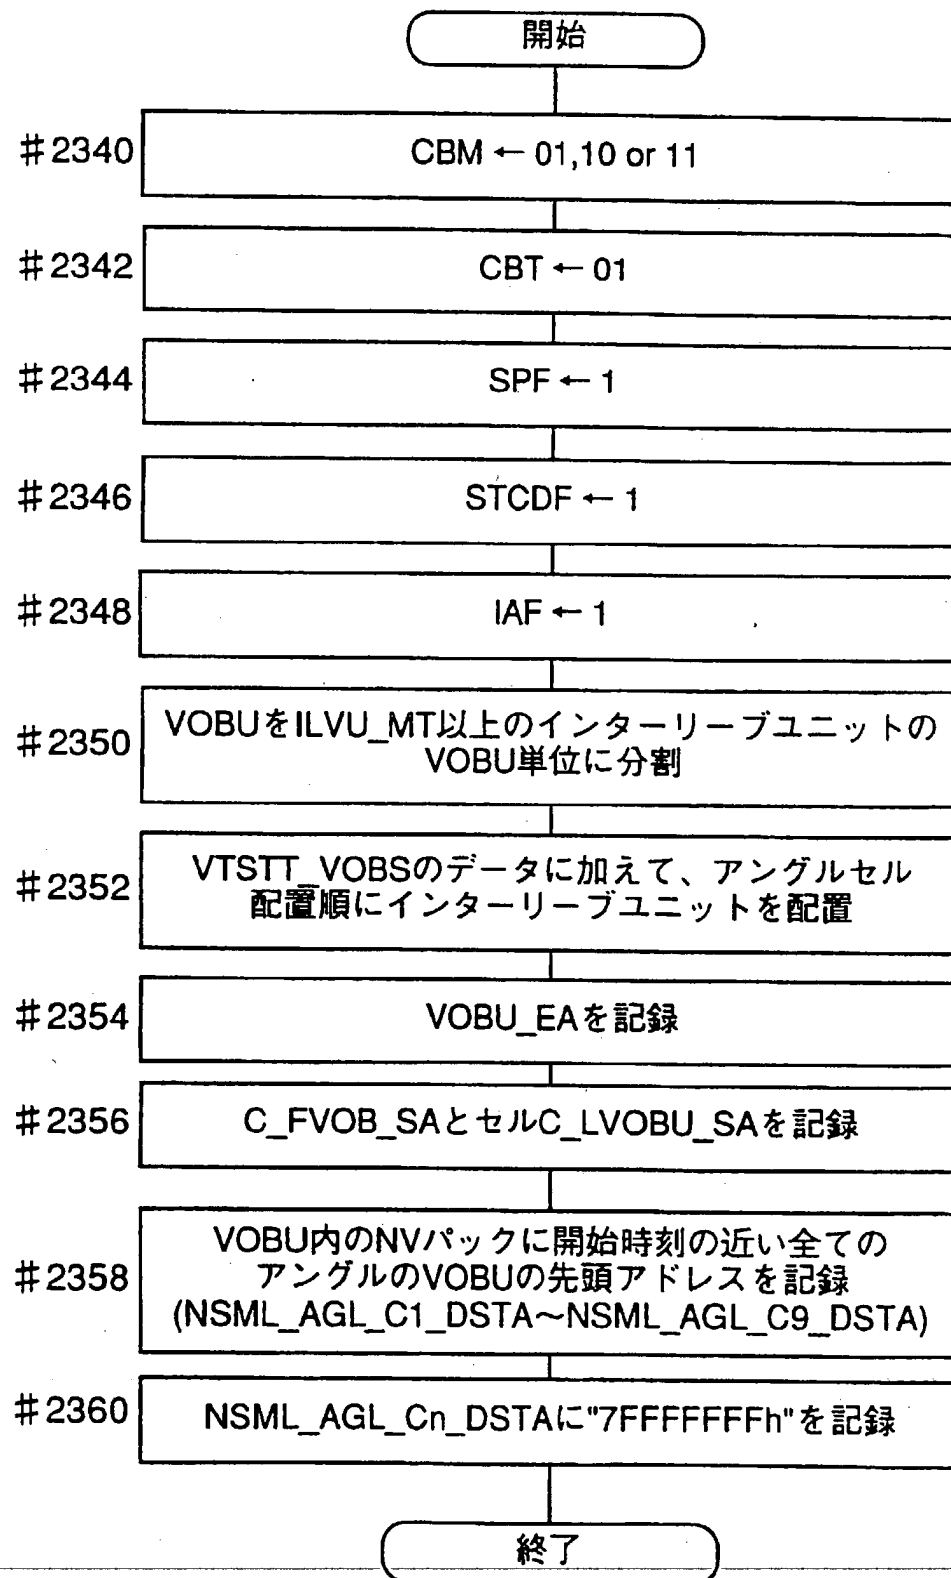 開始
#2340 CBM ← 01,10 or 11
#2342 CBT ← 01
#2344 SPF ← 1
#2346 STCDF ← 1
#2348 IAF ← 1
#2350 VOBUをILVU_MT以上のインターリーブユニットの
VOBU単位に分割
#2352 VTSTT_VOBSのデータに加えて、アングルセル
配置順にインターリーブユニットを配置
#2354 VOBU_EAを記録
#2356 C_FVOB_SAとセルC_LVOBU_SAを記録
#2358 VOBU内のNVパックに開始時刻の近い全ての
アングルのVOBUの先頭アドレスを記録
(NSML_AGL_C1_DSTA〜NSML_AGL_C9_DSTA)
#2360 NSML_AGL_Cn_DSTAに"7FFFFFFFh"を記録
終了